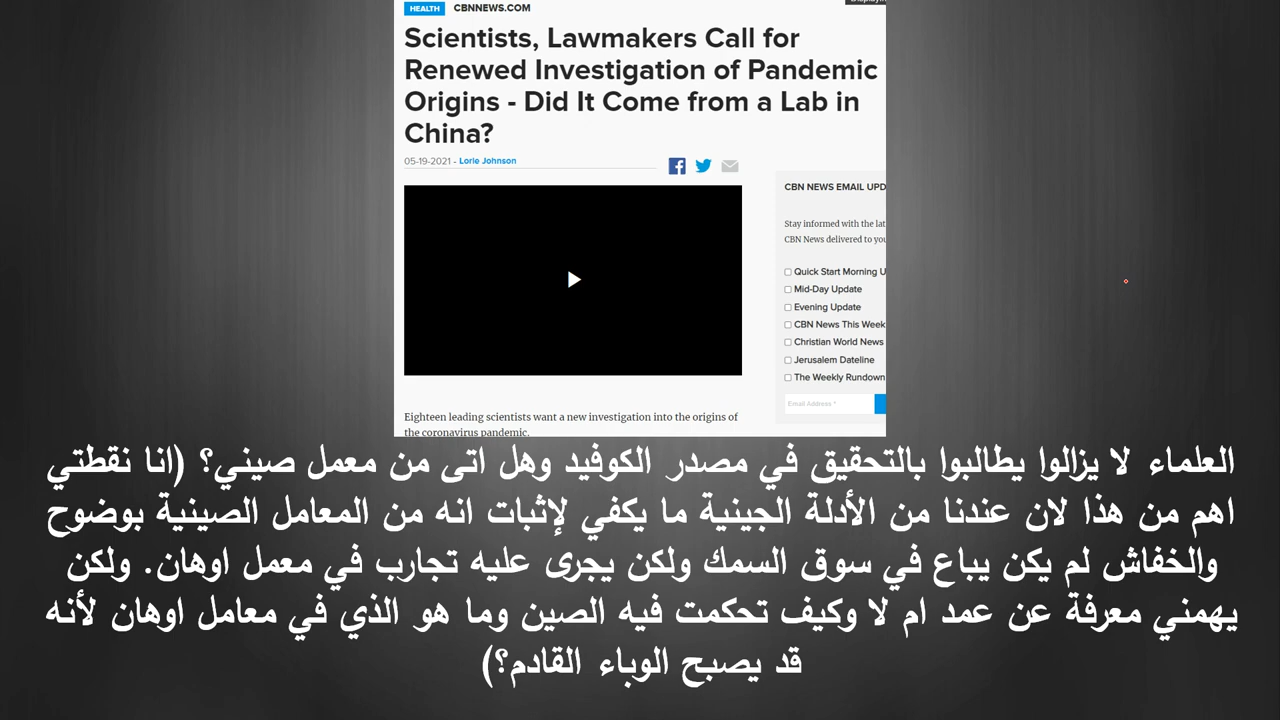 HEALTH CBNNEWS.COM
Scientists, Lawmakers Call for
Renewed Investigation of Pandemic
Origins - Did It Come from a Lab in
China?
05-19-2021 - Lorie Johnson
CBN NEWS EMAIL UPD
Stay informed with the lat
CBN News delivered to you
Quick Start Morning U
Mid-Day Update
Evening Update
CBN News This Week
Christian World News
Jerusalem Dateline
The Weekly Rundown
Email Address *
Eighteen leading scientists want a new investigation into the origins of
the coronavirus pandemic.
العلماء لا يزالوا يطالبوا بالتحقيق في مصدر الكوفيد وهل اتى من معمل صيني؟ (انا نقطتي
اهم من هذا لان عندنا من الأدلة الجينية ما يكفي لإثبات انه من المعامل الصينية بوضوح
والخفاش لم يكن يباع في سوق السمك ولكن يجرى عليه تجارب في معمل اوهان. ولكن
يهمني معرفة عن عمد ام لا وكيف تحكمت فيه الصين وما هو الذي في معامل اوهان لأنه
قد يصبح الوباء القادم؟)